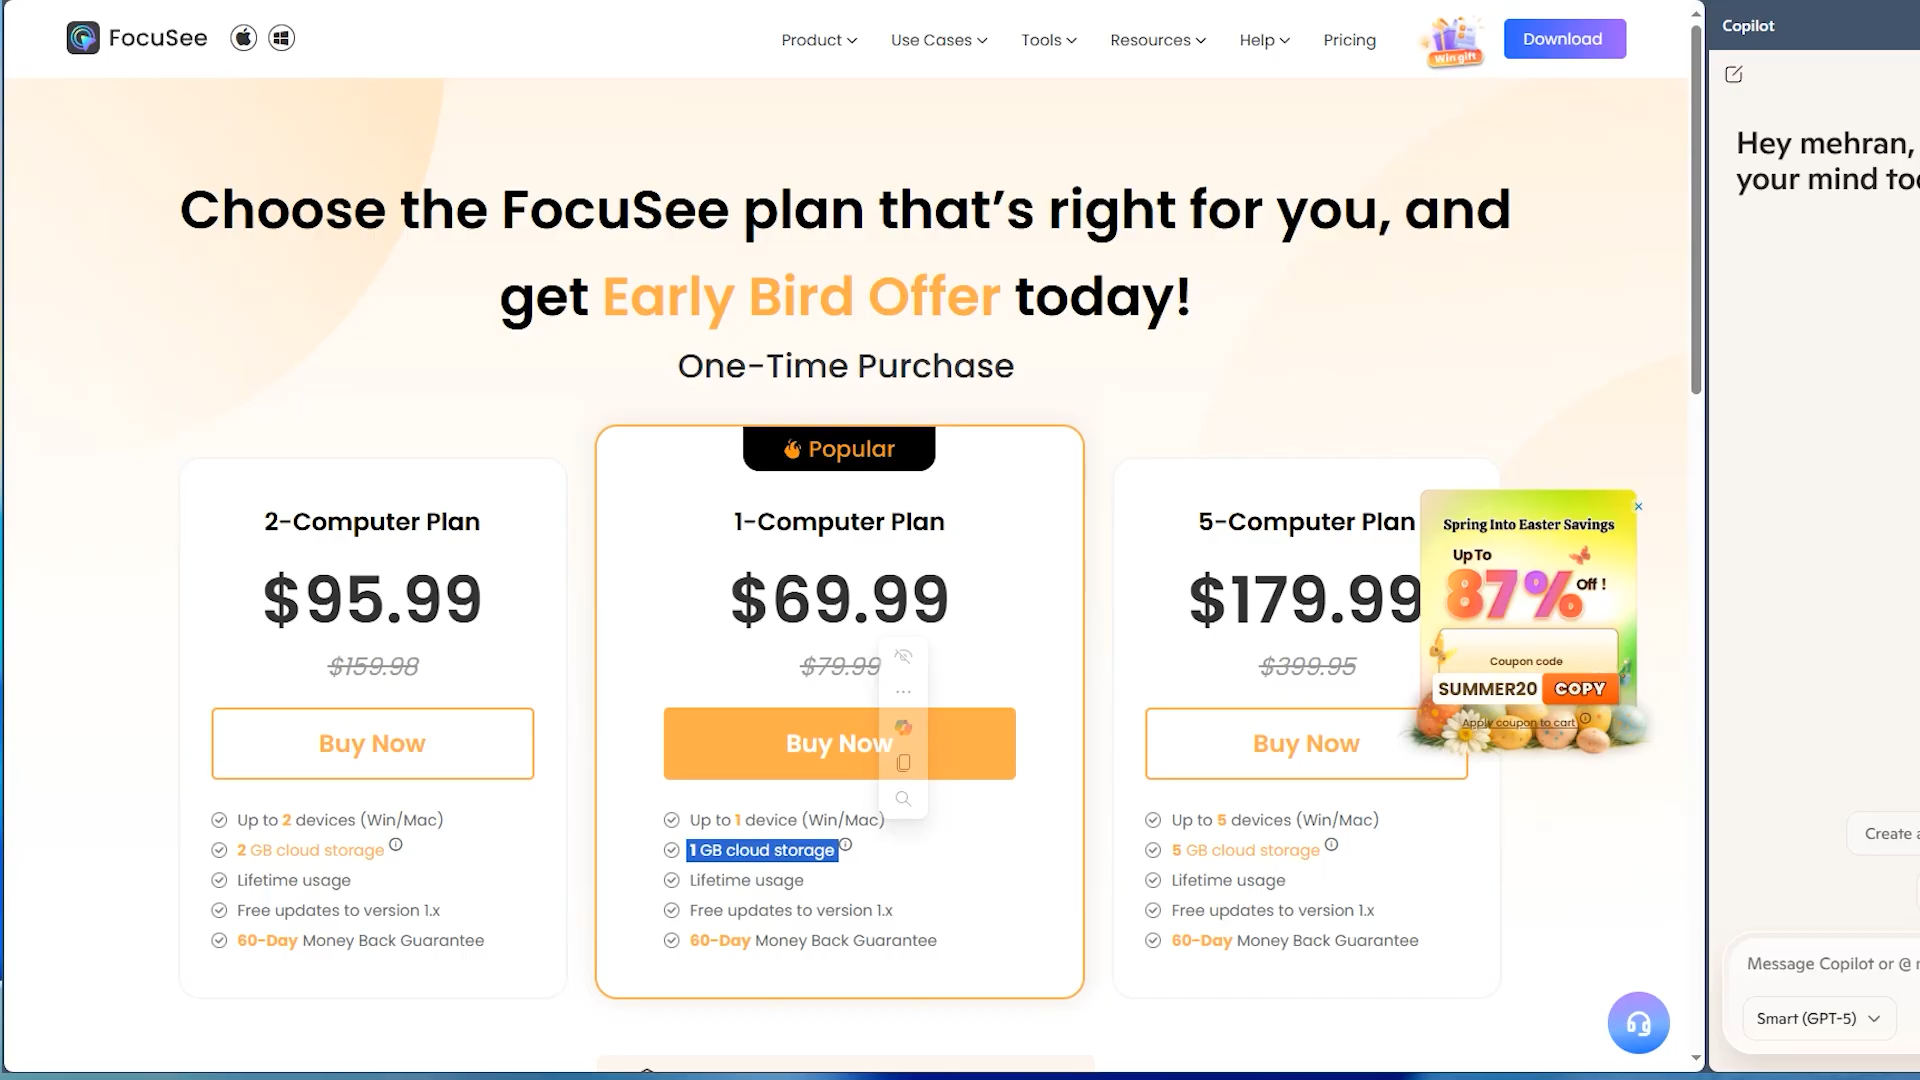 FocuSee
Product
Use Cases
Tools
Resources
Help
Pricing
Win gift
Download
Choose the FocuSee plan that's right for you, and
get Early Bird Offer today!
One-Time Purchase
2-Computer Plan
$95.99
$159.98
Buy Now
Up to 2 devices (Win/Mac)
2 GB cloud storage
Lifetime usage
Free updates to version 1.x
60-Day Money Back Guarantee
Popular
1-Computer Plan
$69.99
$79.99
Buy Now
Up to 1 device (Win/Mac)
1 GB cloud storage
Lifetime usage
Free updates to version 1.x
60-Day Money Back Guarantee
5-Computer Plan
$179.99
$399.95
Buy Now
Up to 5 devices (Win/Mac)
5 GB cloud storage
Lifetime usage
Free updates to version 1.x
60-Day Money Back Guarantee
Spring Into Easter Savings
Up To
87% Off !
Coupon code
SUMMER20 COPY
Apply coupon to cart
Copilot
Hey mehran,
your mind
Create
Message Copilot or @
Smart (GPT-5)